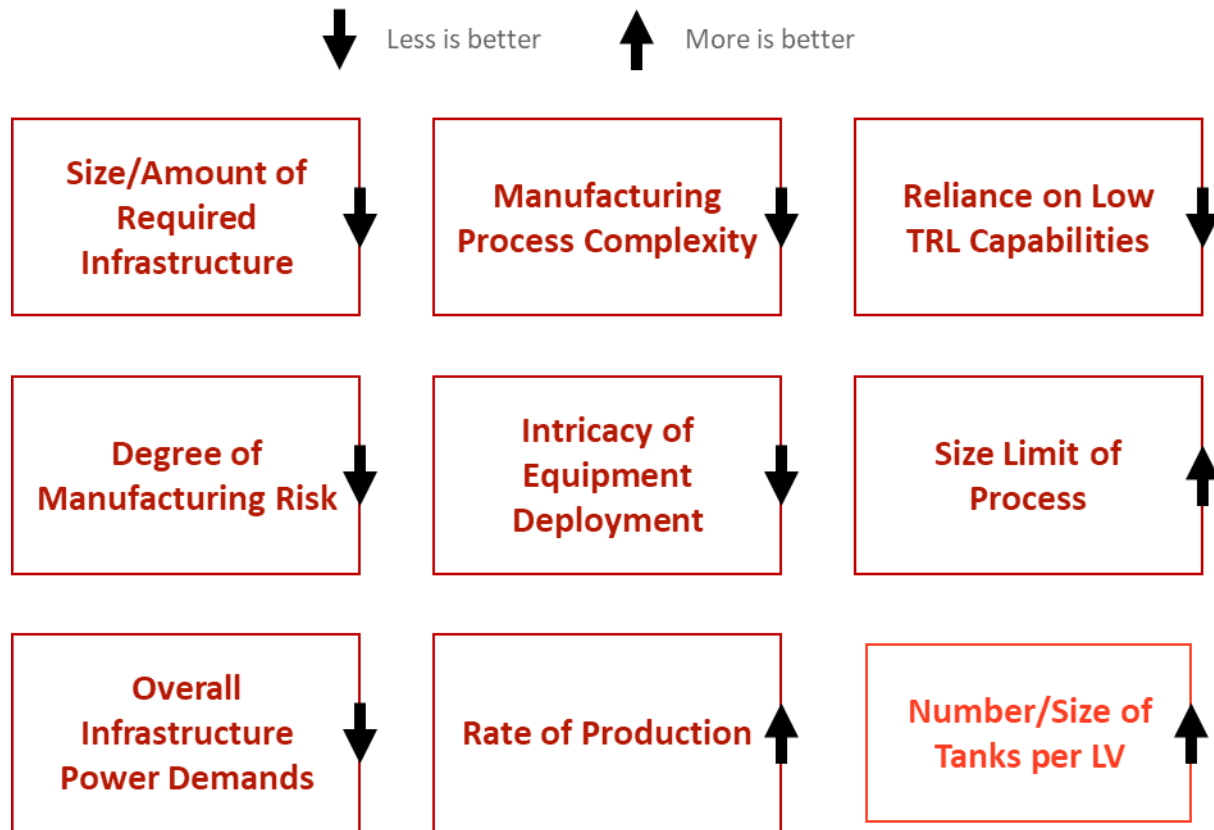 Less is better
More is better
Size/Amount of
Required
Infrastructure
Manufacturing
Process Complexity
Reliance on Low
TRL Capabilities
Degree of
Manufacturing Risk
Intricacy of
Equipment
Deployment
Size Limit of
Process
Overall
Infrastructure
Power Demands
Rate of Production
Number/Size of
Tanks per LV